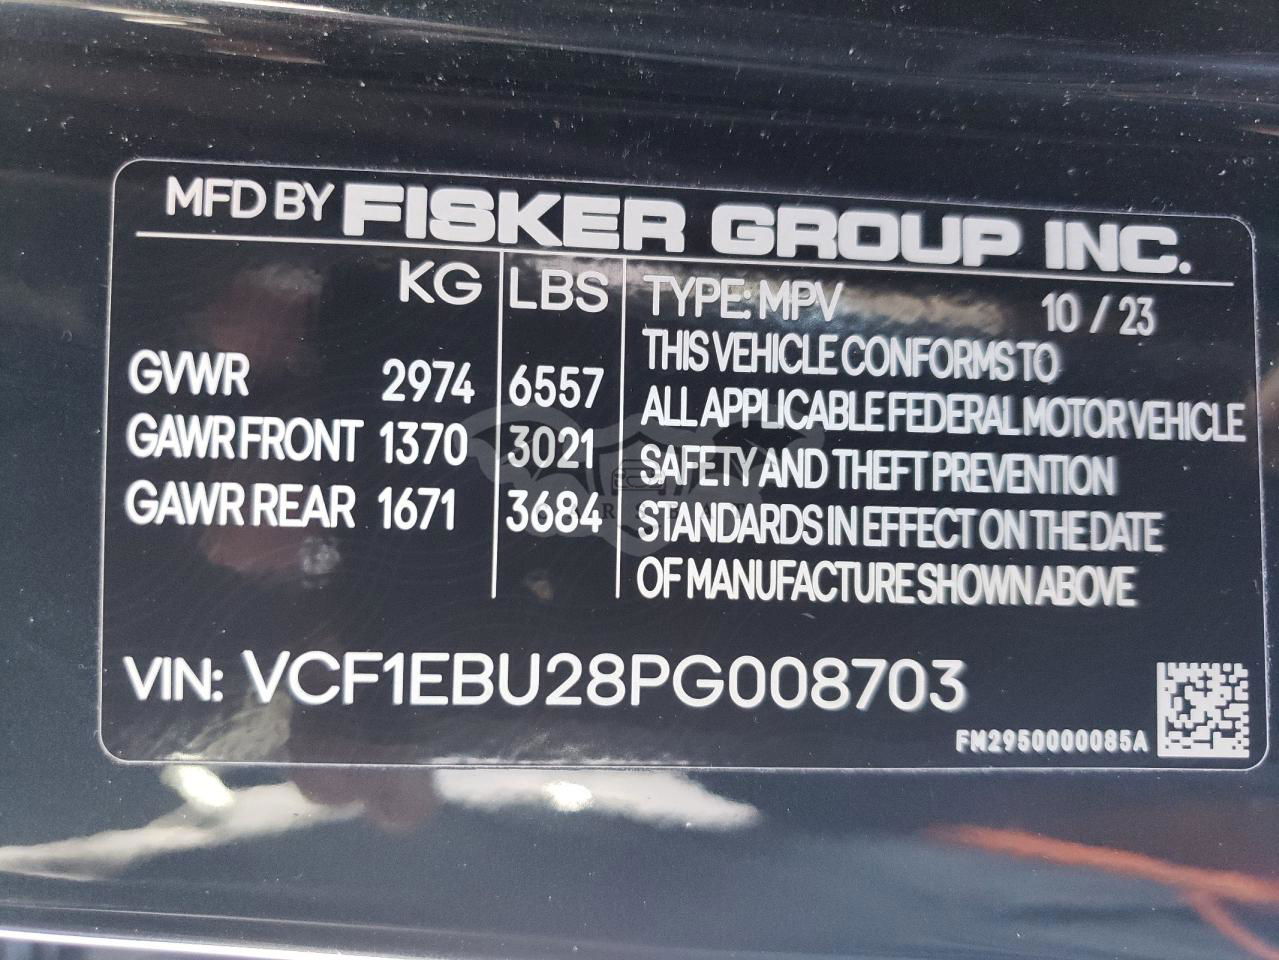 MFD BY FISKER GROUP INC.
KG LBS TYPE: MPV 10 / 23
THIS VEHICLE CONFORMS TO
GVWR 2974 6557 ALL APPLICABLE FEDERAL MOTOR VEHICLE
GAWR FRONT 1370 3021 SAFETY AND THEFT PREVENTION
GAWR REAR 1671 3684 STANDARDS IN EFFECT ON THE DATE
OF MANUFACTURE SHOWN ABOVE
VIN: VCF1EBU28PG008703
FM2950000085A